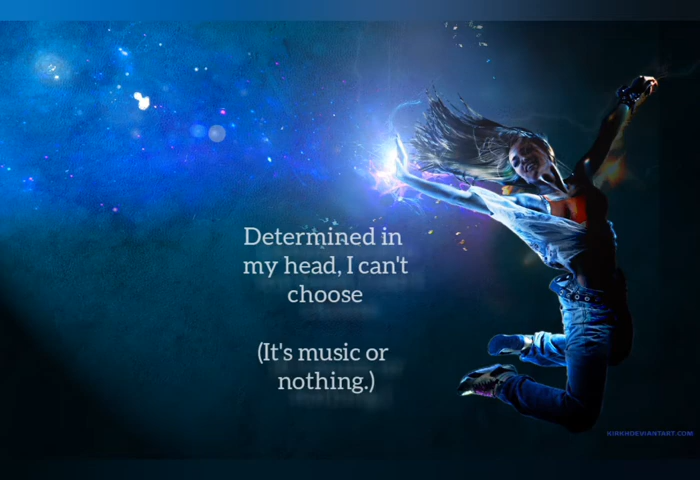 Determined in
my head, I can't
choose
(It's music or
nothing.)
KIRKH.DEVIANTART.COM